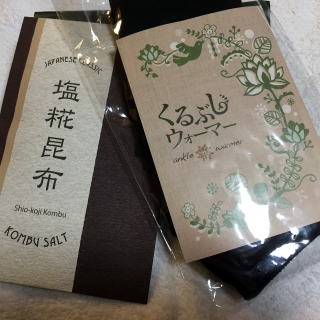 JAPANESE CLASSIC
塩糀昆布
Shio-koji Kombu
KOMBU SALT
くるぶし
ウォーマー
ankle warmer